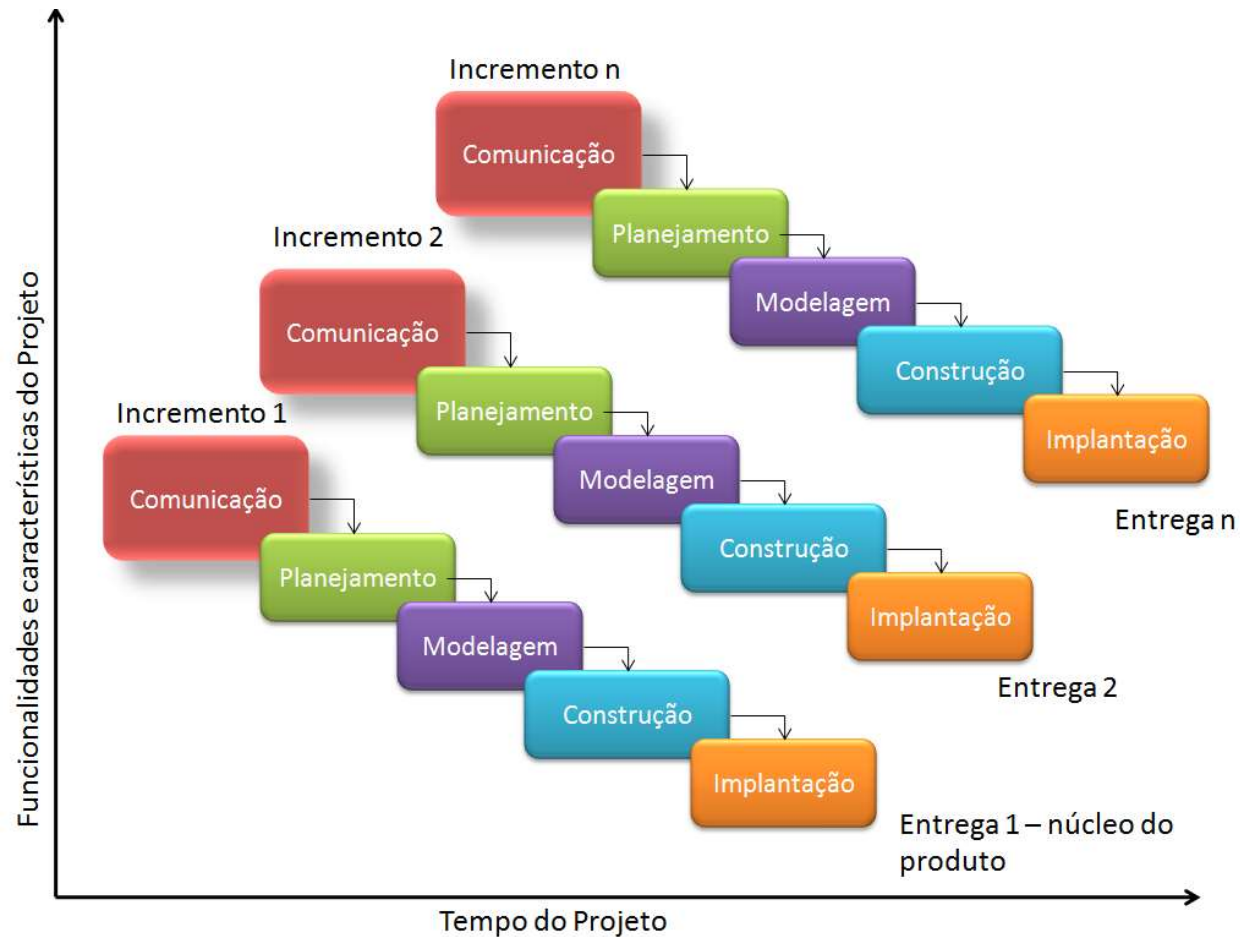 Incremento n
Comunicação
Planejamento
Modelagem
Construção
Implantação
Entrega n
Incremento 2
Comunicação
Planejamento
Modelagem
Construção
Implantação
Entrega 2
Incremento 1
Comunicação
Planejamento
Modelagem
Construção
Implantação
Entrega 1 – núcleo do
produto
Funcionalidades e características do Projeto
Tempo do Projeto